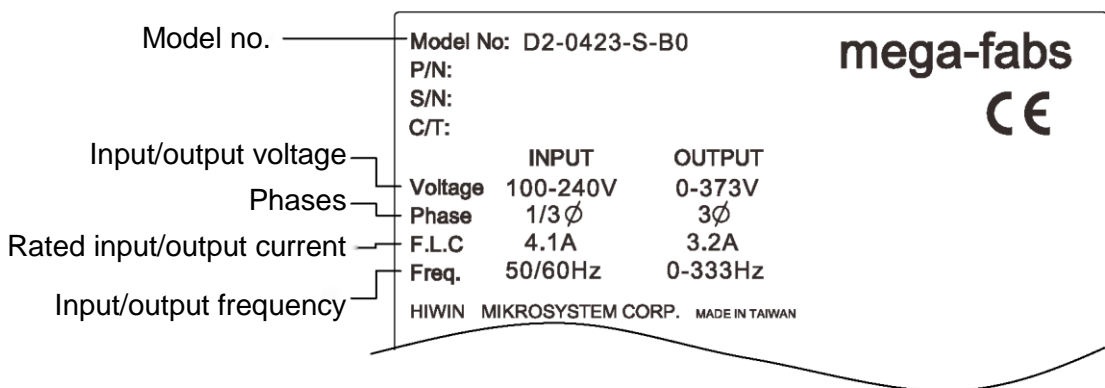 Model no.
Model No: D2-0423-S-B0
mega-fabs
P/N:
S/N:
CE
C/T:
INPUT OUTPUT
Input/output voltage
Voltage 100-240V 0-373V
Phases
Phase 1/3Ø 3Ø
Rated input/output current
F.L.C 4.1A 3.2A
Freq. 50/60Hz 0-333Hz
Input/output frequency
HIWIN MIKROSYSTEM CORP. MADE IN TAIWAN